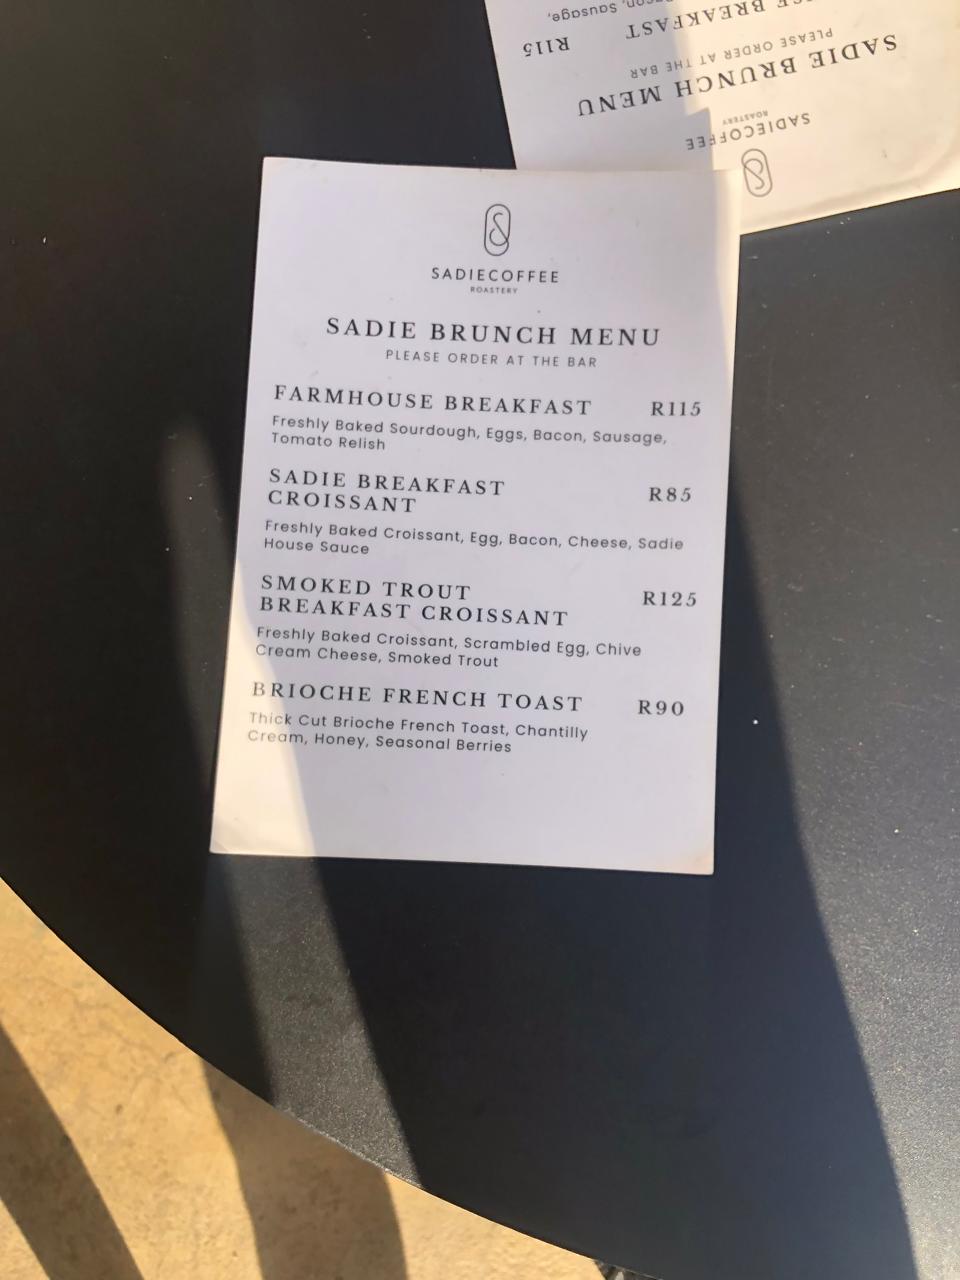 SADIECOFFEE
ROASTERY
SADIE BRUNCH MENU
PLEASE ORDER AT THE BAR
FARMHOUSE BREAKFAST R115
Freshly Baked Sourdough, Eggs, Bacon, Sausage,
Tomato Relish
SADIE BREAKFAST
CROISSANT R85
Freshly Baked Croissant, Egg, Bacon, Cheese, Sadie
House Sauce
SMOKED TROUT
BREAKFAST CROISSANT R125
Freshly Baked Croissant, Scrambled Egg, Chive
Cream Cheese, Smoked Trout
BRIOCHE FRENCH TOAST R90
Thick Cut Brioche French Toast, Chantilly
Cream, Honey, Seasonal Berries
SADIECOFFEE
ROASTERY
SADIE BRUNCH MENU
PLEASE ORDER AT THE BAR
BREAKFAST R115
Sausage,